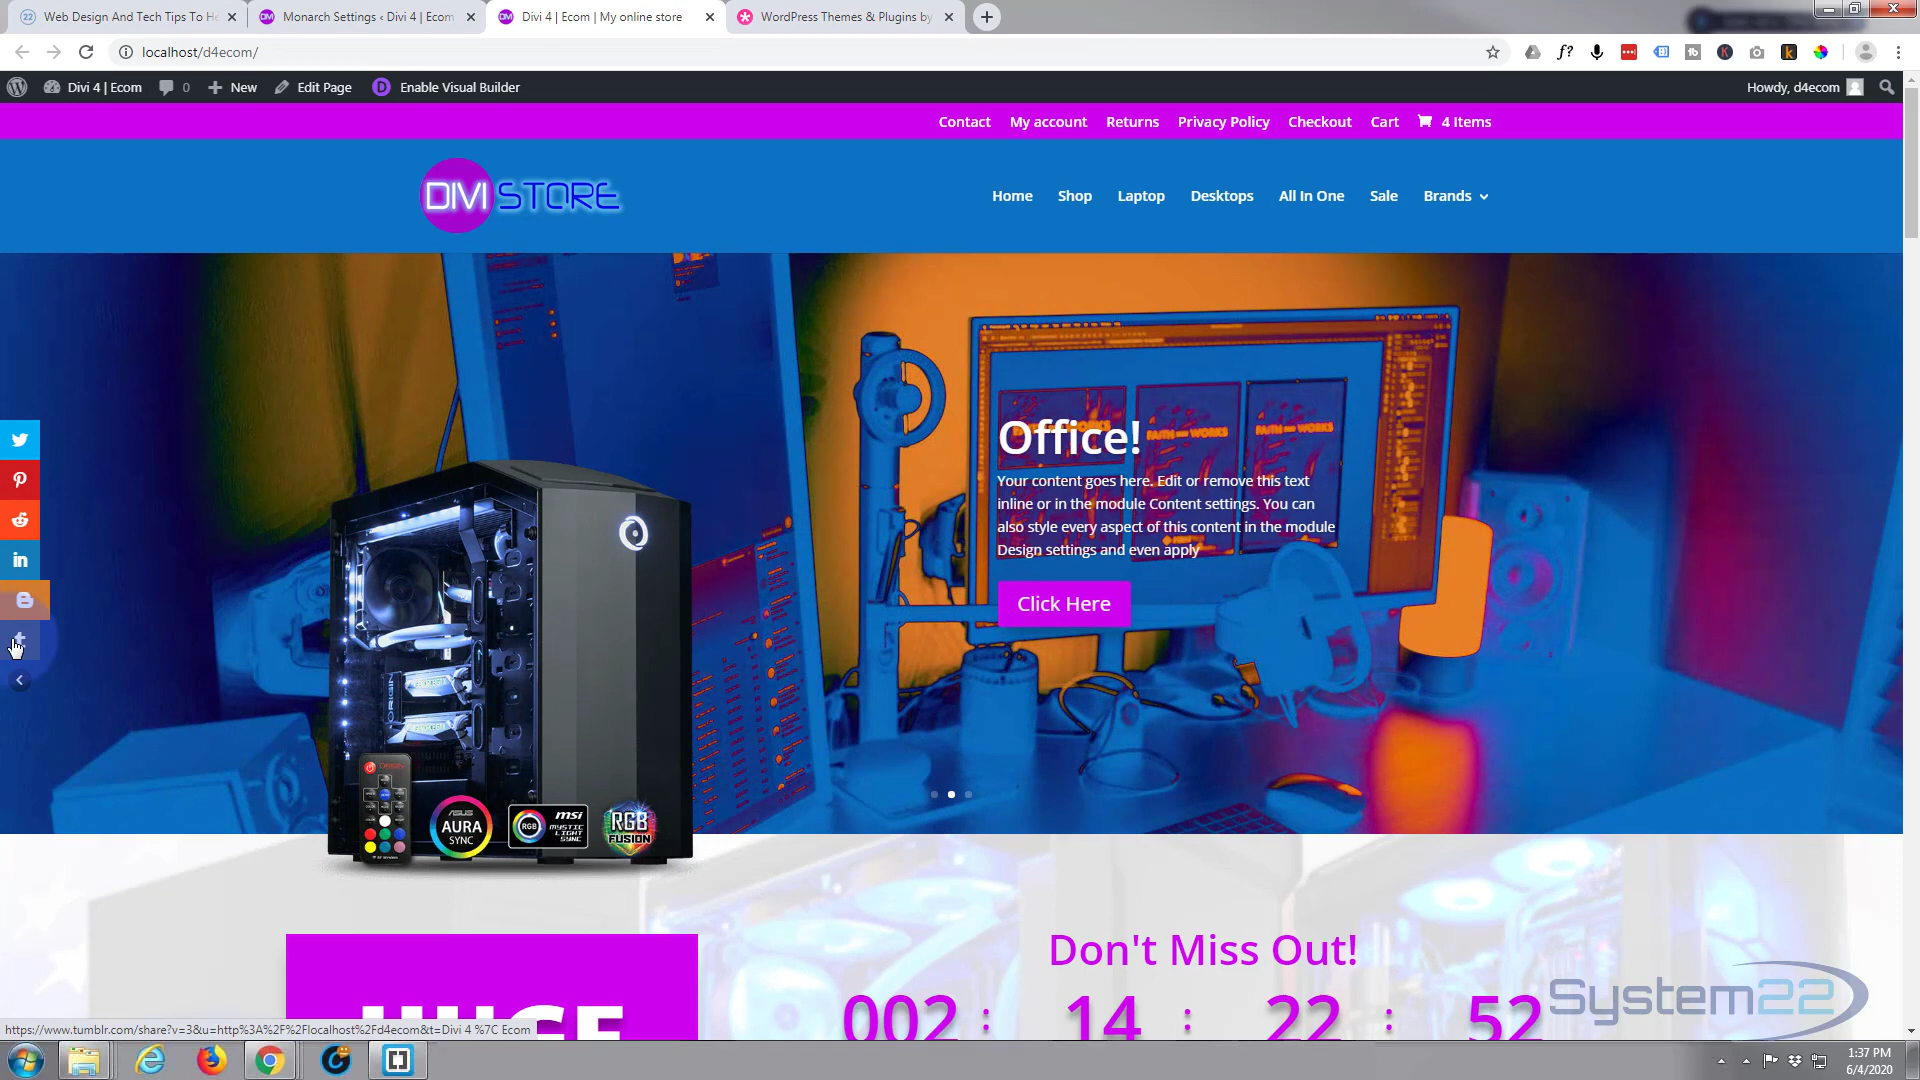 Web Design And Tech Tips To He
Monarch Settings ‹ Divi 4 | Ecom
Divi 4 | Ecom | My online store
WordPress Themes & Plugins by
localhost/d4ecom/
Divi 4 | Ecom
0
New
Edit Page
Enable Visual Builder
Howdy, d4ecom
Contact
My account
Returns
Privacy Policy
Checkout
Cart
4 Items
DIVI STORE
Home
Shop
Laptop
Desktops
All In One
Sale
Brands
FAITH WORKS
FAITH WORKS
Office!
Your content goes here. Edit or remove this text
inline or in the module Content settings. You can
also style every aspect of this content in the module
Design settings and even apply
Click Here
ORIGIN
ASUS
AURA
SYNC
RGB
msi
MYSTIC
LIGHT
SYNC
RGB
FUSION
Don't Miss Out!
HUGE
002 : 14 : 22 : 52
System22
https://www.tumblr.com/share?v=3&u=http%3A%2F%2Flocalhost%2Fd4ecom&t=Divi 4 %7C Ecom
1:37 PM
6/4/2020